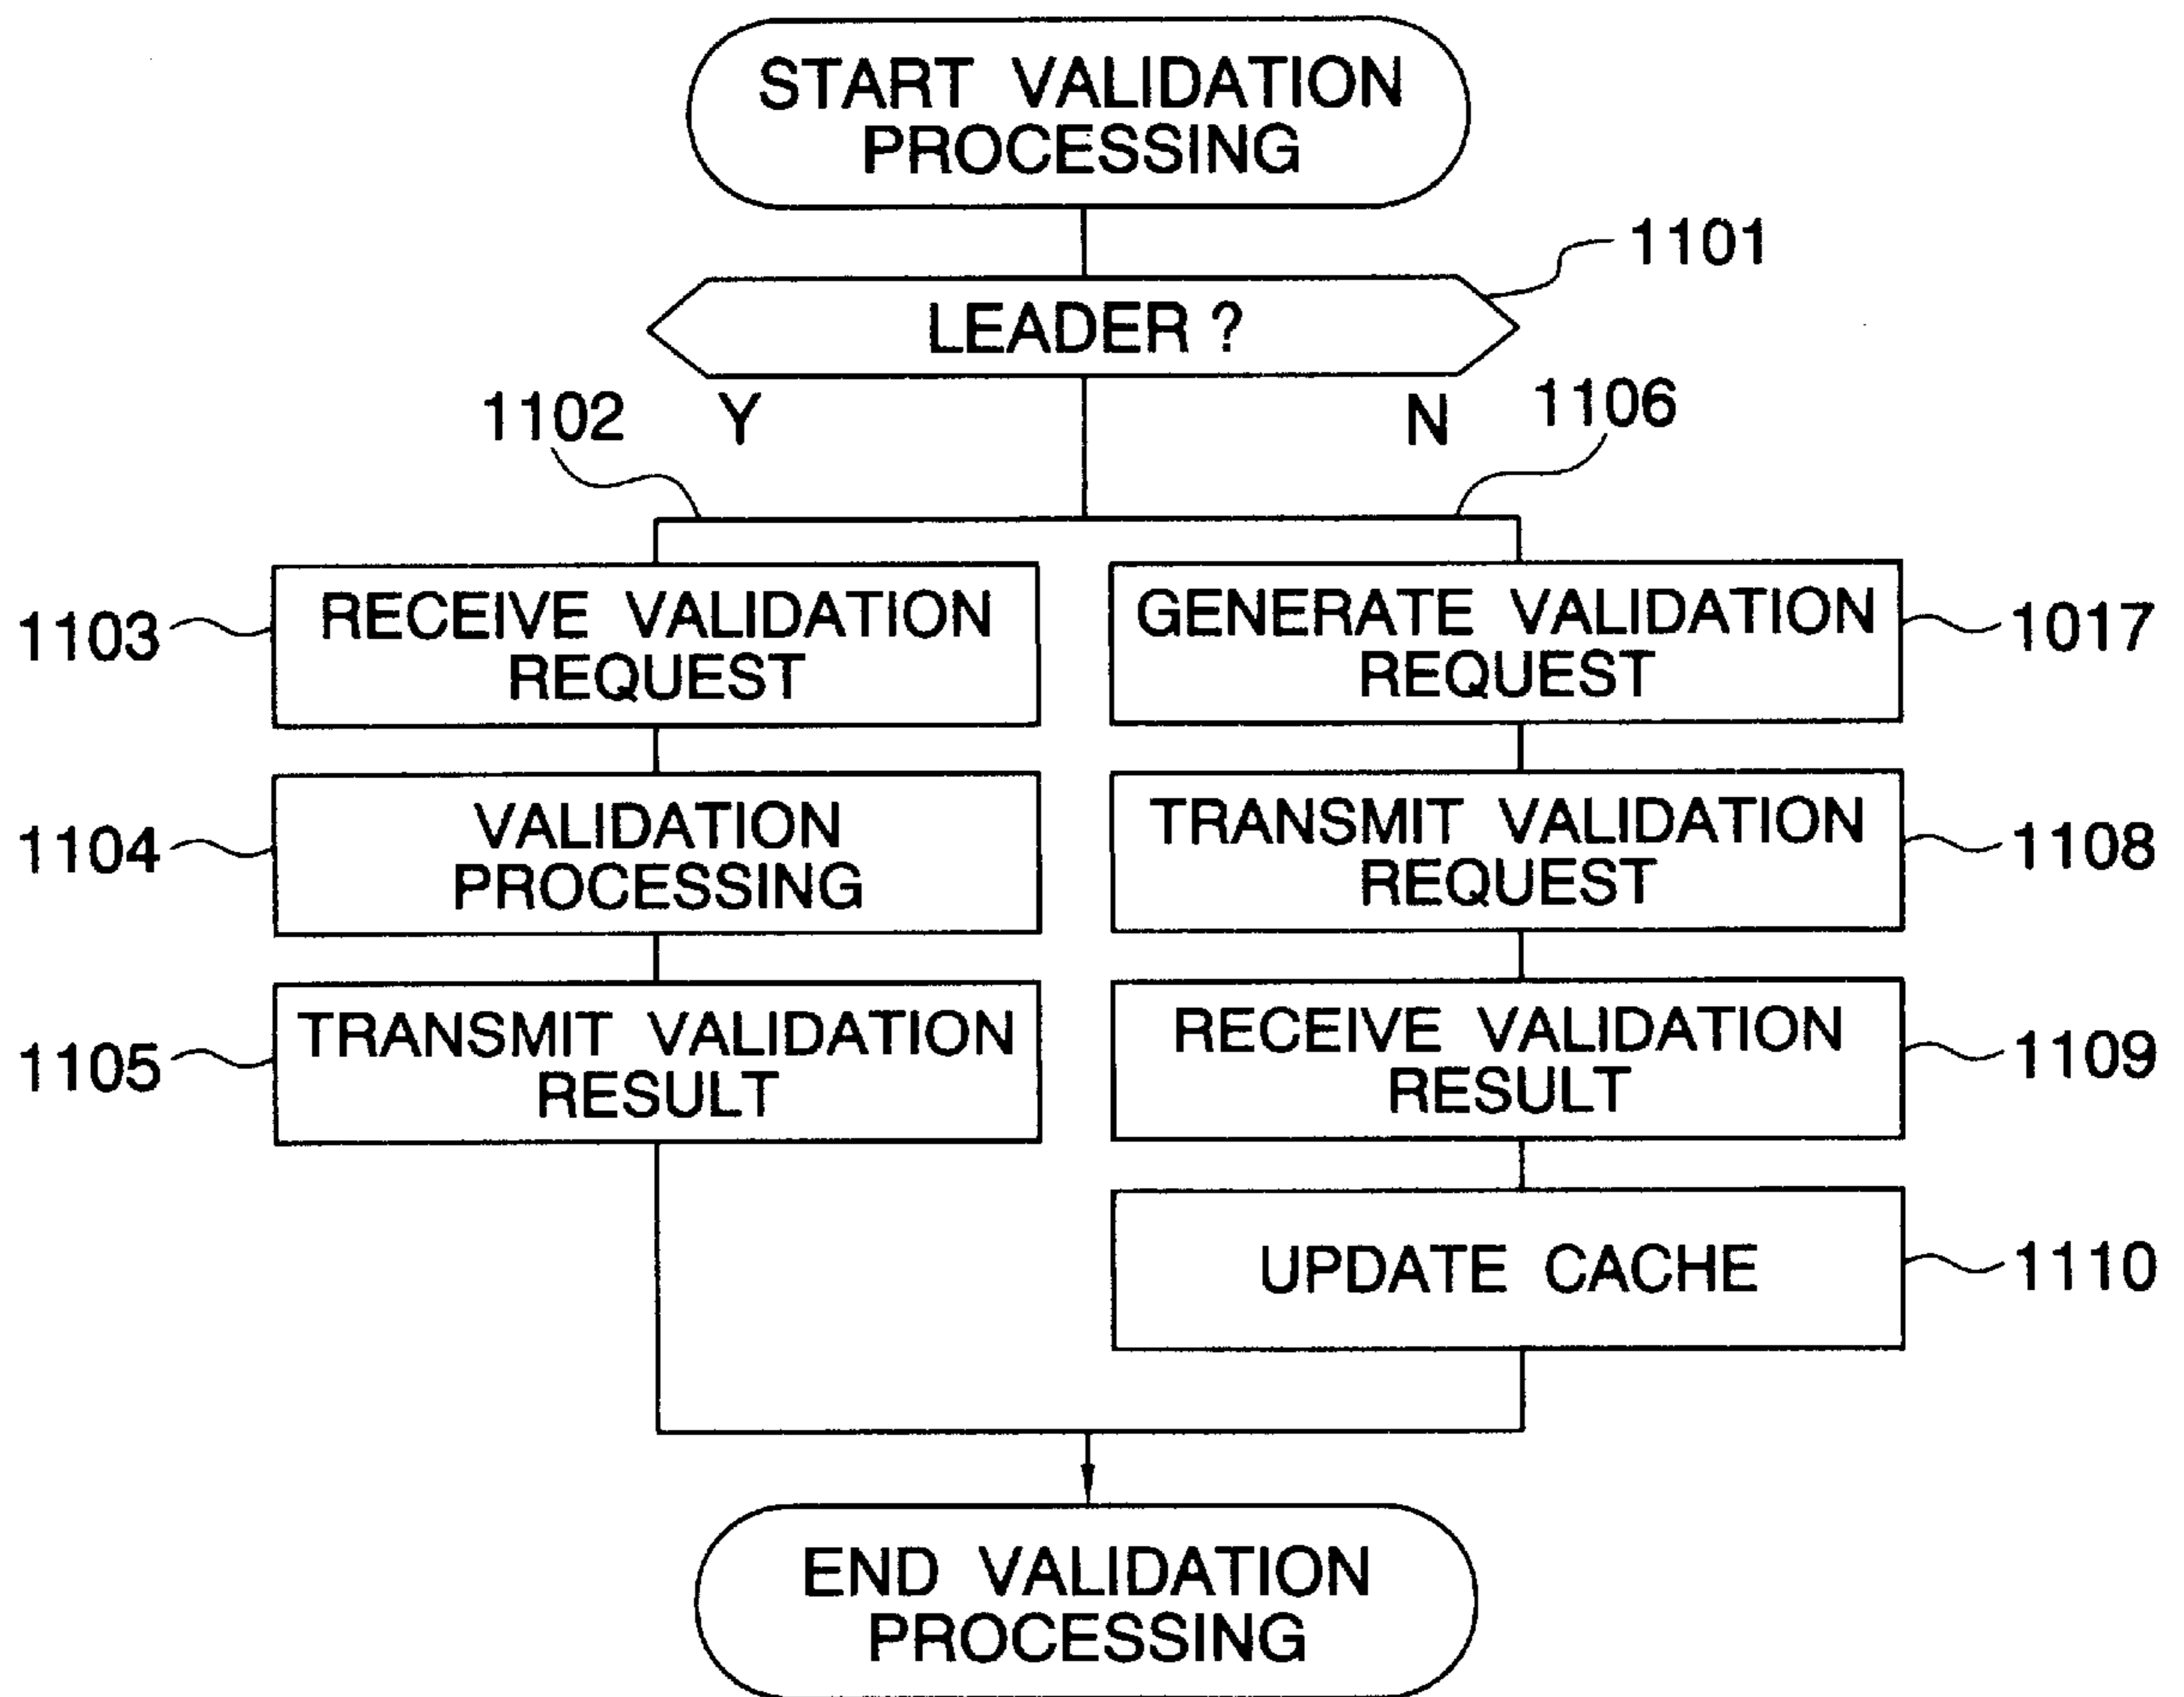 START VALIDATION
PROCESSING
1101
LEADER ?
1102
Y
N
1106
1103
RECEIVE VALIDATION
REQUEST
GENERATE VALIDATION
REQUEST
1017
1104
VALIDATION
PROCESSING
TRANSMIT VALIDATION
REQUEST
1108
1105
TRANSMIT VALIDATION
RESULT
RECEIVE VALIDATION
RESULT
1109
UPDATE CACHE
1110
END VALIDATION
PROCESSING